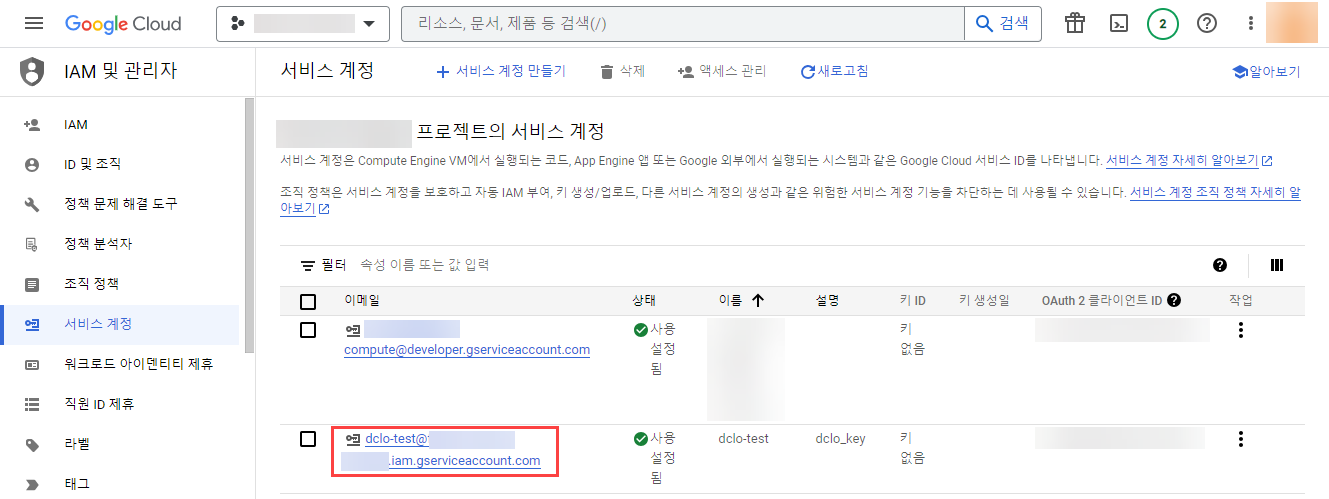 Google Cloud
리소스, 문서, 제품 등 검색(/)
검색
2
IAM 및 관리자
서비스 계정
서비스 계정 만들기
삭제
액세스 관리
새로고침
알아보기
IAM
ID 및 조직
정책 문제 해결 도구
정책 분석자
조직 정책
서비스 계정
워크로드 아이덴티티 제휴
직원 ID 제휴
라벨
태그
프로젝트의 서비스 계정
서비스 계정은 Compute Engine VM에서 실행되는 코드, App Engine 앱 또는 Google 외부에서 실행되는 시스템과 같은 Google Cloud 서비스 ID를 나타냅니다. 서비스 계정 자세히 알아보기
조직 정책은 서비스 계정을 보호하고 자동 IAM 부여, 키 생성/업로드, 다른 서비스 계정의 생성과 같은 위험한 서비스 계정 기능을 차단하는 데 사용될 수 있습니다. 서비스 계정 조직 정책 자세히 알
아보기
필터 속성 이름 또는 값 입력
이메일 상태 이름 설명 키 ID 키 생성일 OAuth 2 클라이언트 ID 작업
사용
설정
됨
compute@developer.gserviceaccount.com
키
없음
dclo-test@
.iam.gserviceaccount.com
사용
설정
됨
dclo-test
dclo_key
키
없음